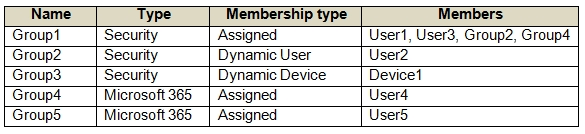 Name Type Membership type Members
Group1 Security Assigned User1, User3, Group2, Group4
Group2 Security Dynamic User User2
Group3 Security Dynamic Device Device1
Group4 Microsoft 365 Assigned User4
Group5 Microsoft 365 Assigned User5